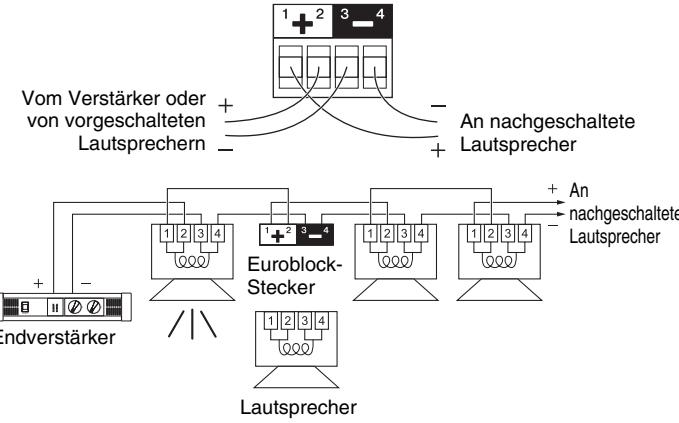 1 + 2 3 — 4
Vom Verstärker oder
von vorgeschalteten
Lautsprechern
+
—
—
+
An nachgeschaltete
Lautsprecher
+ An
nachgeschaltete
— Lautsprecher
1 2 3 4
1 + 2 3 — 4
1 2 3 4
1 2 3 4
Euroblock-
Stecker
+ —
Endverstärker
1 2 3 4
Lautsprecher